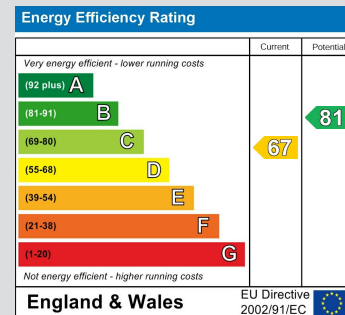 Energy Efficiency Rating
Current Potential
Very energy efficient - lower running costs
(92 plus) A
(81-91) B
81
(69-80) C
67
(55-68) D
(39-54) E
(21-38) F
(1-20) G
Not energy efficient - higher running costs
England & Wales
EU Directive
2002/91/EC